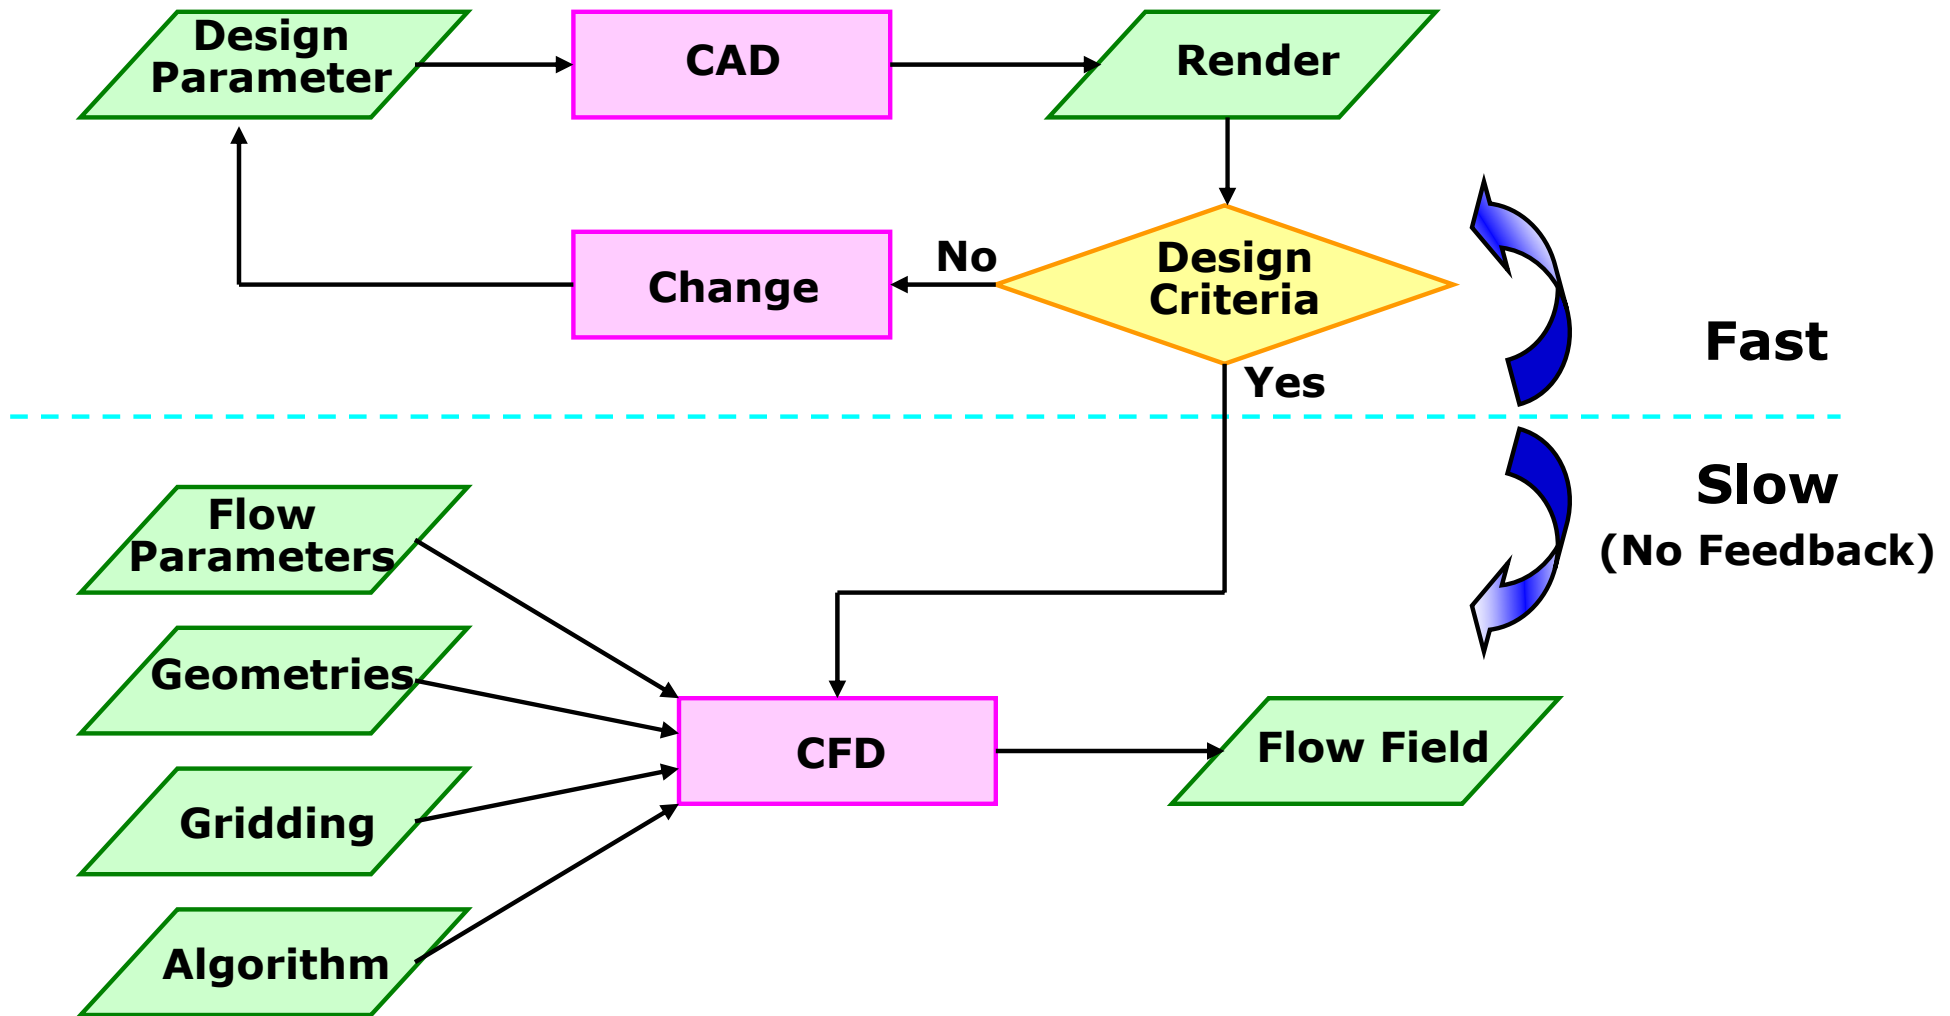 Design
Parameter
CAD
Render
No
Change
Design
Criteria
Yes
Fast
Slow
(No Feedback)
Flow
Parameters
Geometries
CFD
Flow Field
Gridding
Algorithm